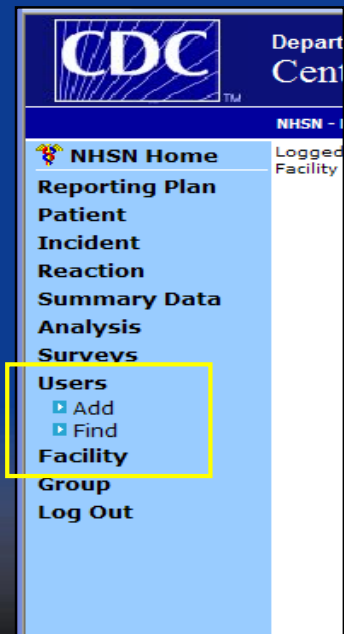 CDC
TM
Depart
Cent
NHSN -
Logged
Facility
NHSN Home
Reporting Plan
Patient
Incident
Reaction
Summary Data
Analysis
Surveys
Users
Add
Find
Facility
Group
Log Out